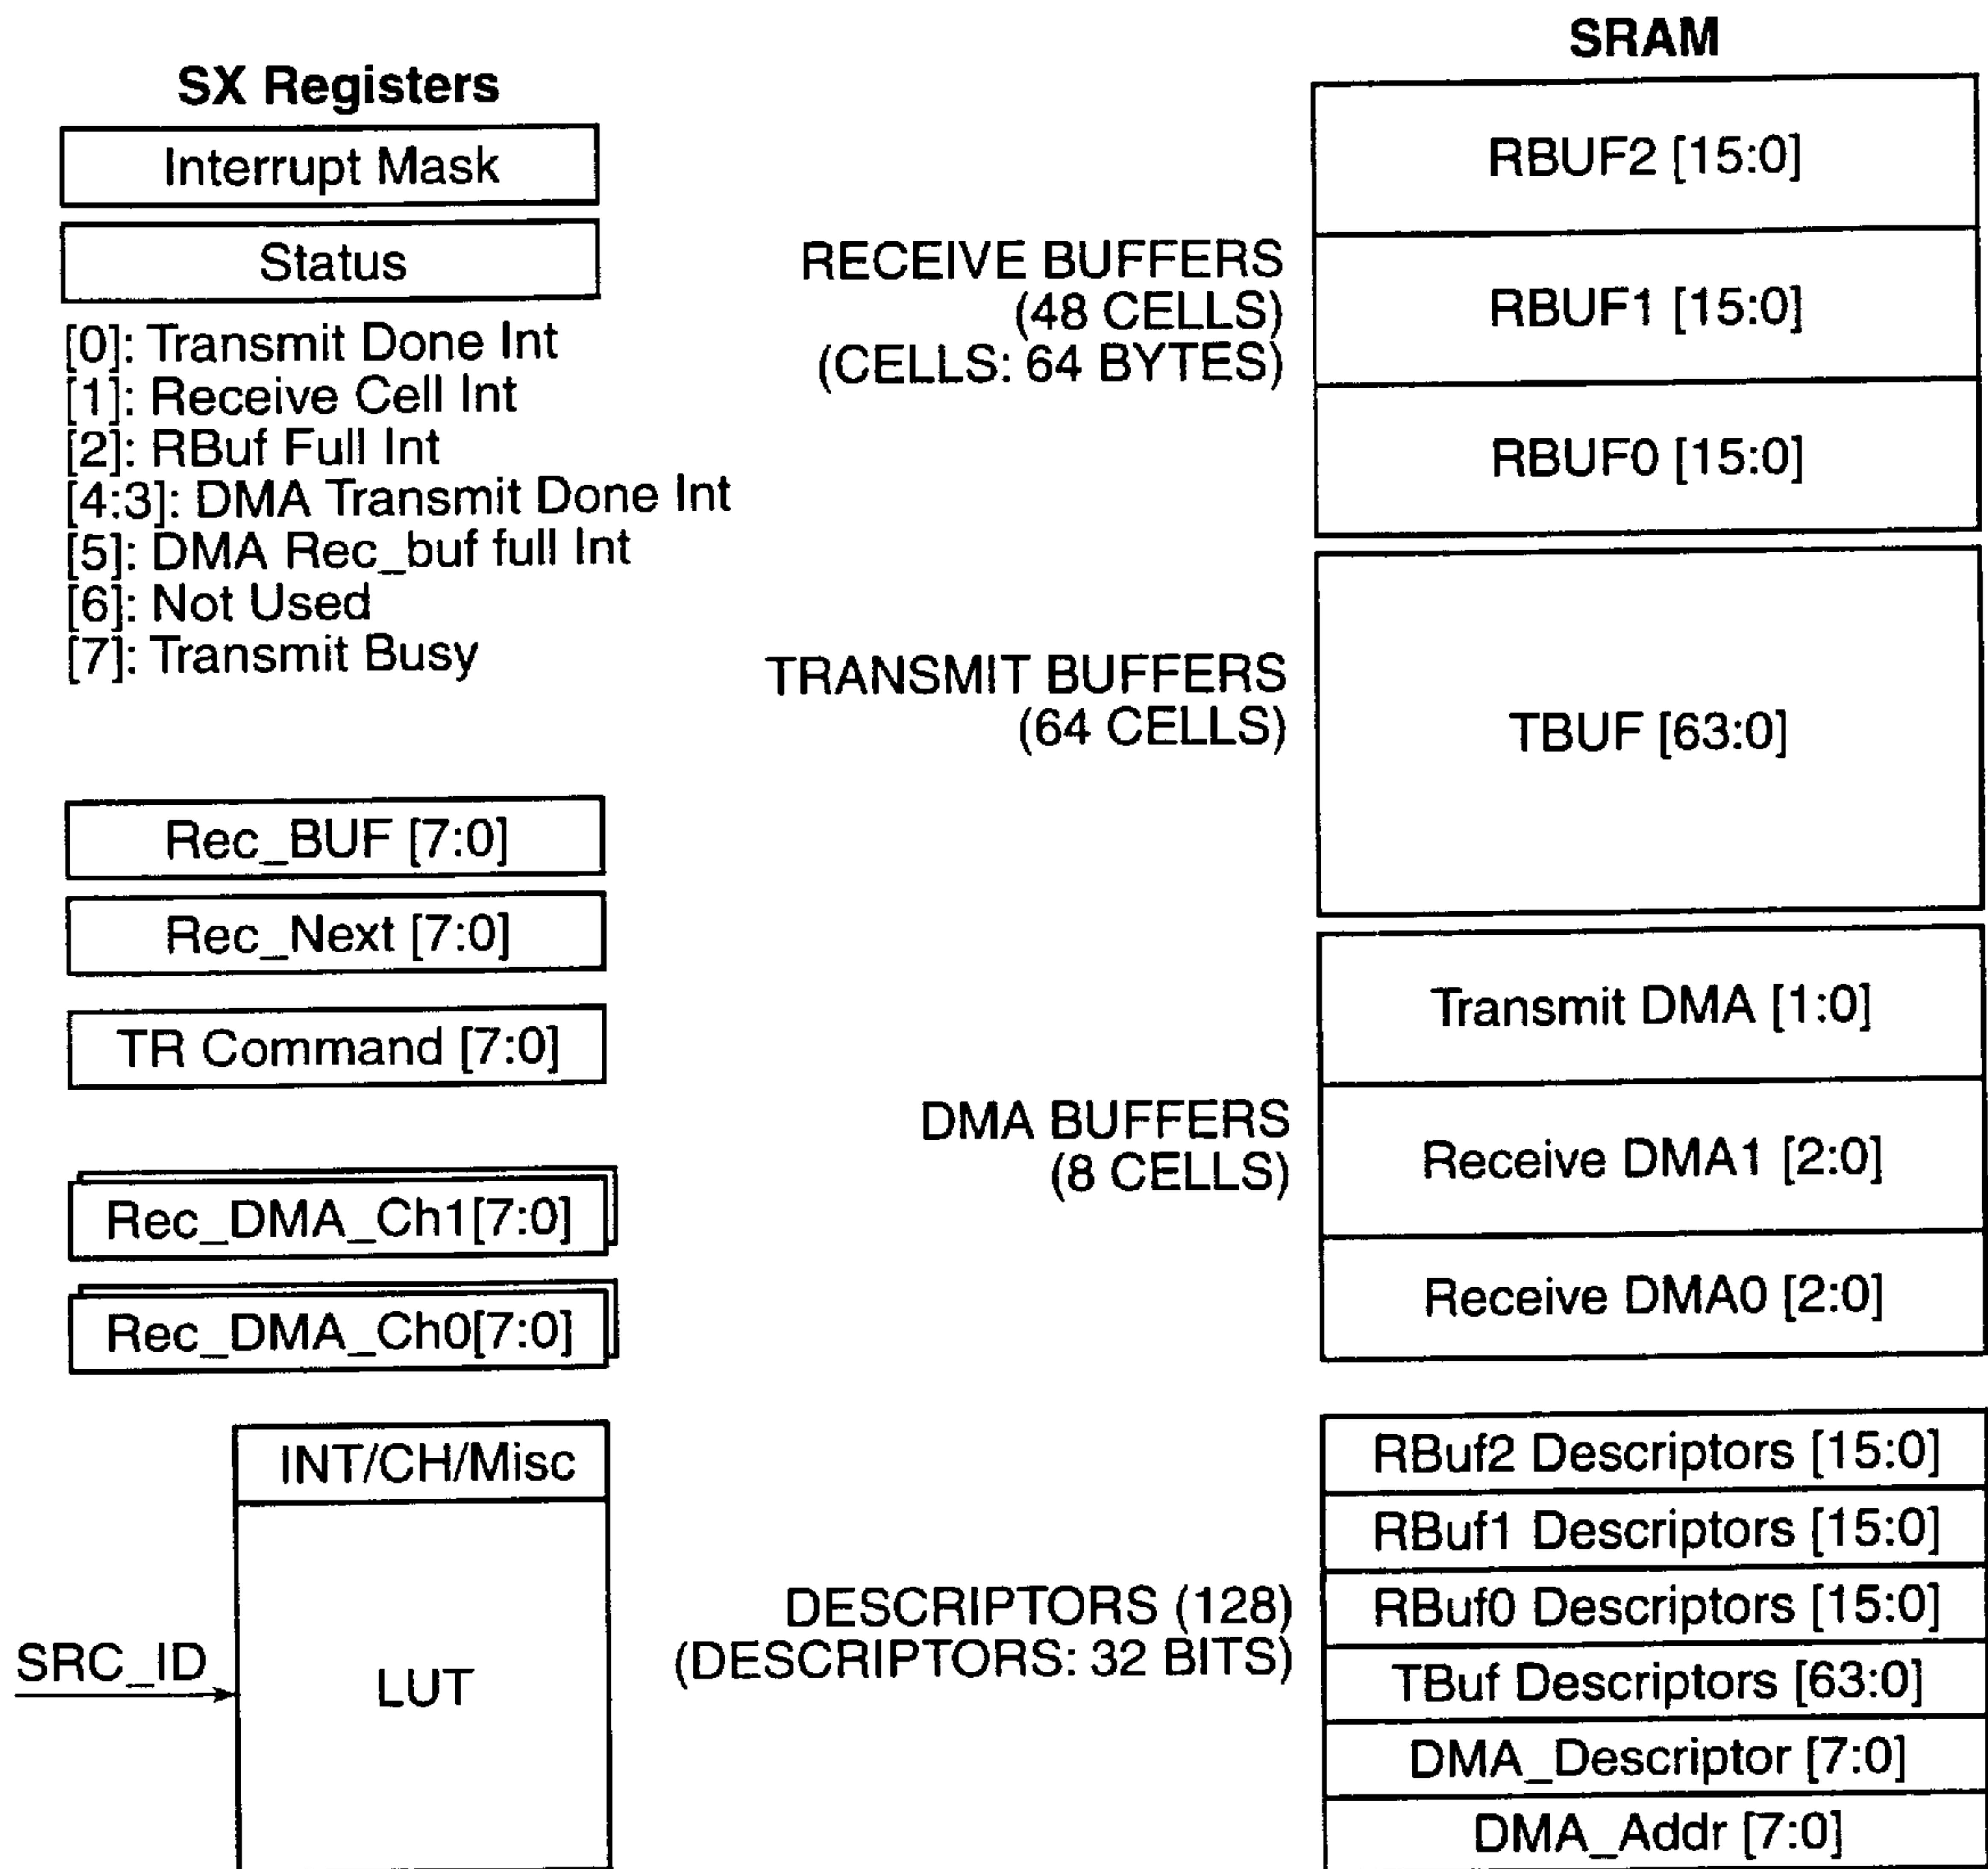 SX Registers
Interrupt Mask
Status
[0]: Transmit Done Int
[1]: Receive Cell Int
[2]: RBuf Full Int
[4:3]: DMA Transmit Done Int
[5]: DMA Rec_buf full Int
[6]: Not Used
[7]: Transmit Busy
Rec_BUF [7:0]
Rec_Next [7:0]
TR Command [7:0]
Rec_DMA_Ch1[7:0]
Rec_DMA_Ch0[7:0]
INT/CH/Misc
SRC_ID
LUT
SRAM
RECEIVE BUFFERS
(48 CELLS)
(CELLS: 64 BYTES)
RBUF2 [15:0]
RBUF1 [15:0]
RBUF0 [15:0]
TRANSMIT BUFFERS
(64 CELLS)
TBUF [63:0]
DMA BUFFERS
(8 CELLS)
Transmit DMA [1:0]
Receive DMA1 [2:0]
Receive DMA0 [2:0]
DESCRIPTORS (128)
(DESCRIPTORS: 32 BITS)
RBuf2 Descriptors [15:0]
RBuf1 Descriptors [15:0]
RBuf0 Descriptors [15:0]
TBuf Descriptors [63:0]
DMA_Descriptor [7:0]
DMA_Addr [7:0]